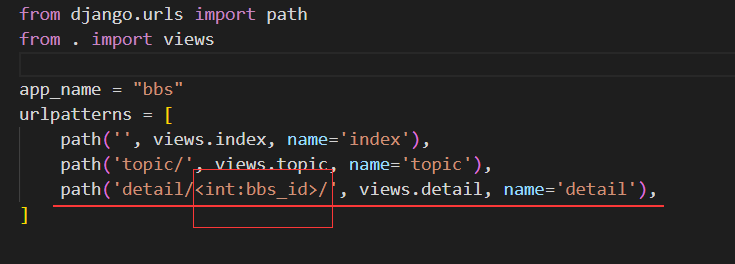 from django.urls import path
from . import views
app_name = "bbs"
urlpatterns = [
path('', views.index, name='index'),
path('topic/', views.topic, name='topic'),
path('detail/<int:bbs_id>/', views.detail, name='detail'),
]